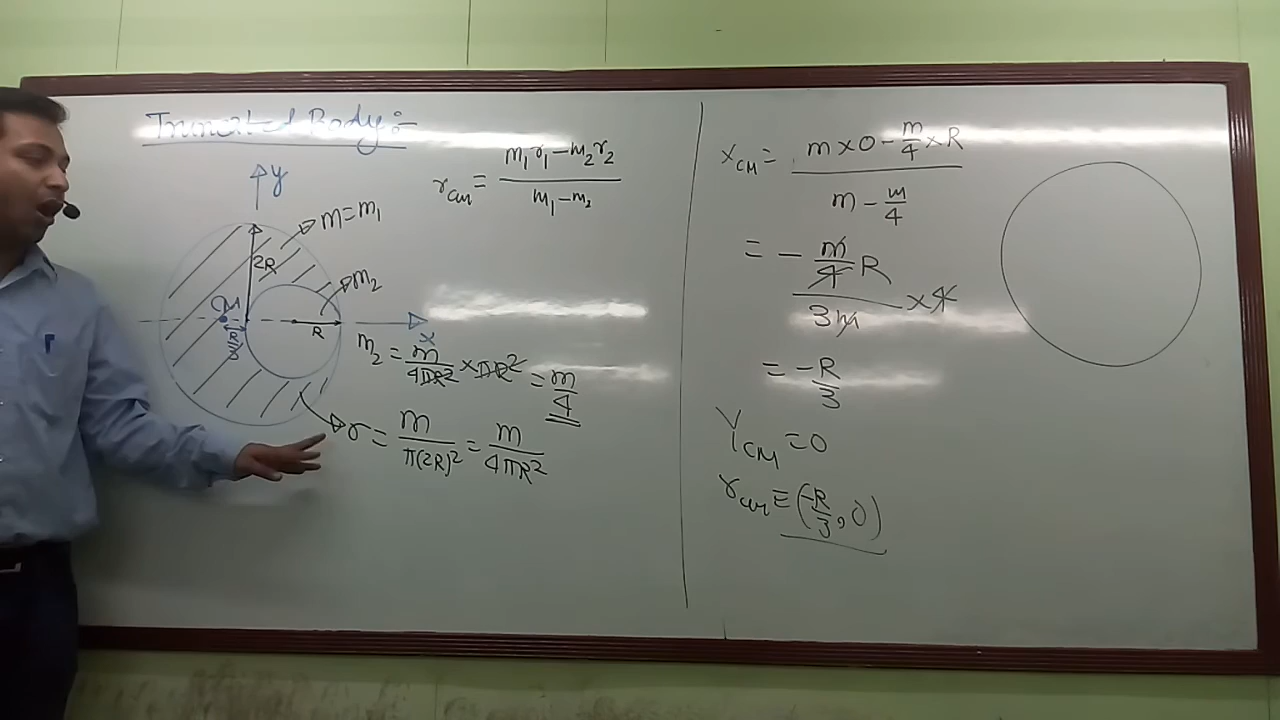 Truncated Body:-
y
m=m₁
2R
m₂
CM
R/3
R
x
r_cm = (m₁r₁-m₂r₂)/(m₁-m₂)
m₂ = m/4πR² × πR² = m/4
σ = m/π(2R)² = m/4πR²
x_CM = (m×0-m/4×R)/(m-m/4)
= -(m/4 R)/3m ×4
= -R/3
Y_CM = 0
r_cm = (-R/3, 0)